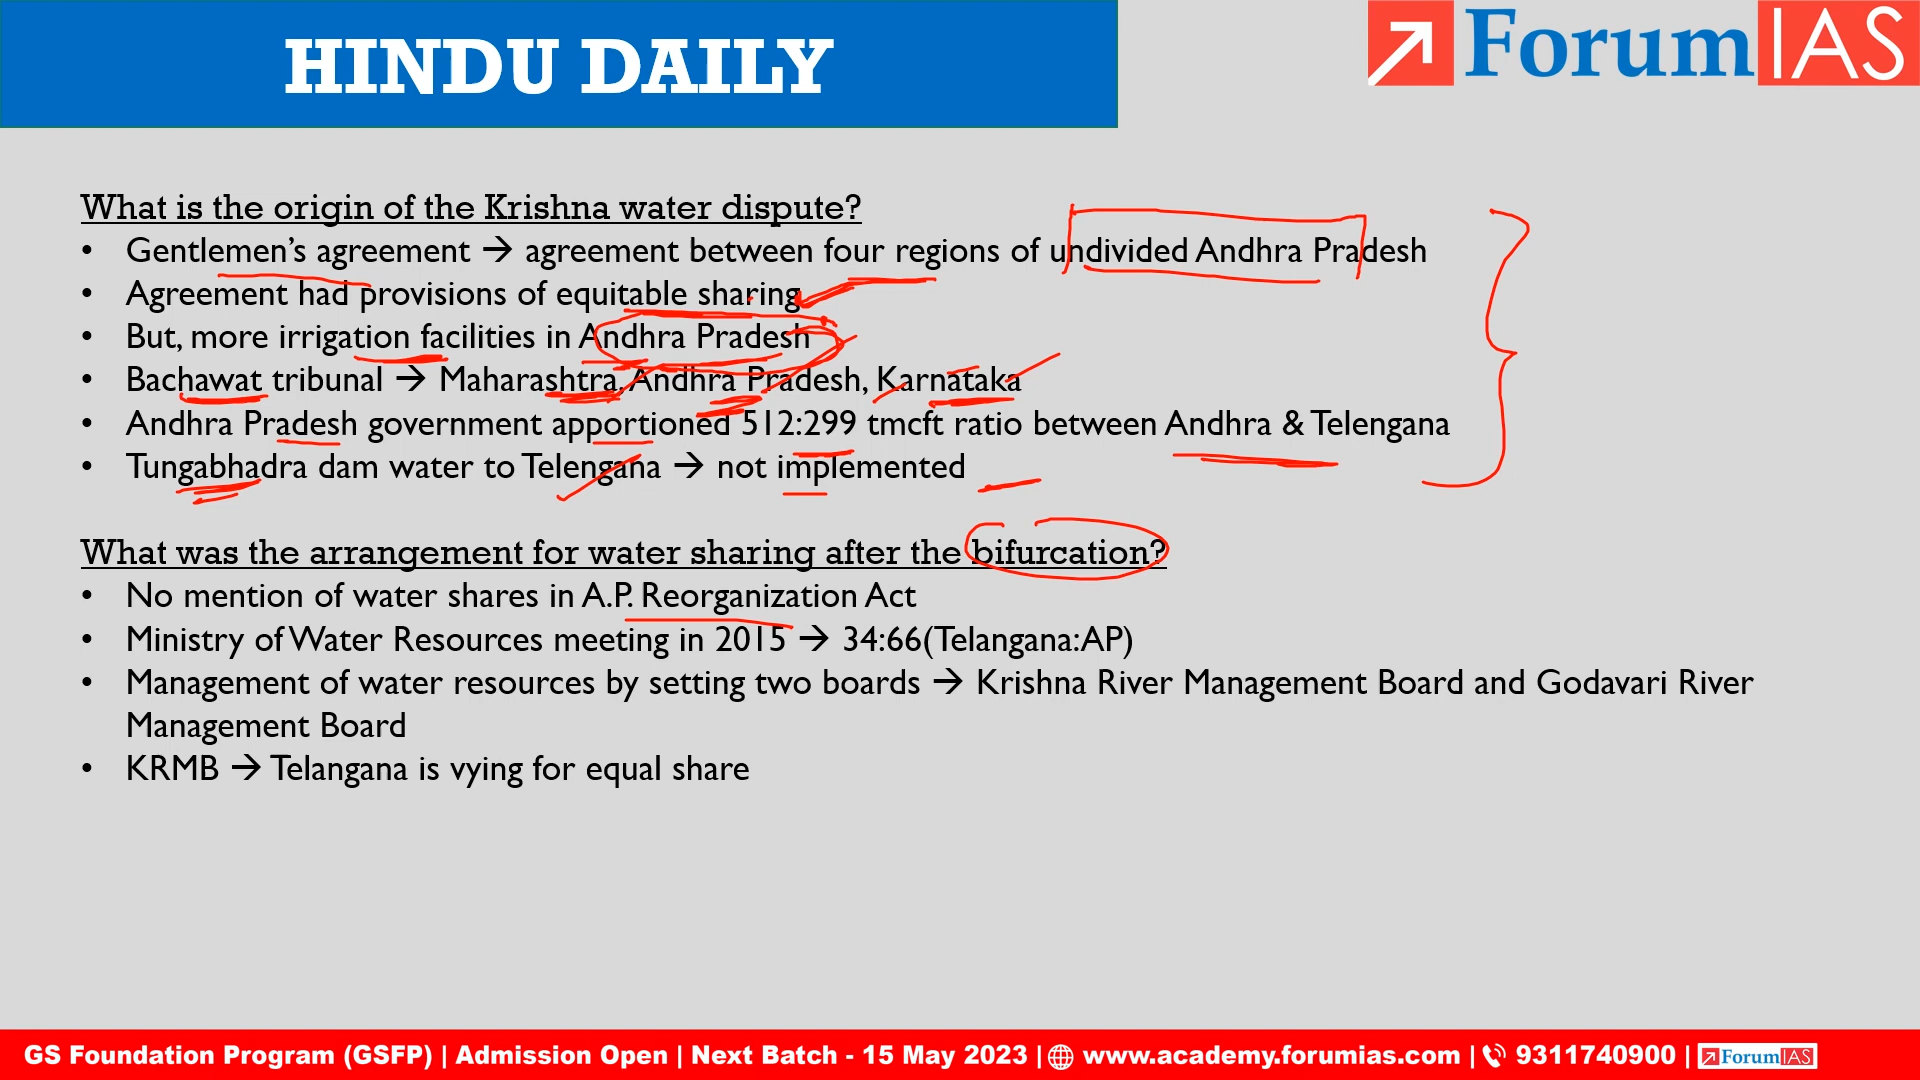 HINDU DAILY
ForumIAS
What is the origin of the Krishna water dispute?
• Gentlemen’s agreement → agreement between four regions of undivided Andhra Pradesh
• Agreement had provisions of equitable sharing
• But, more irrigation facilities in Andhra Pradesh
• Bachawat tribunal → Maharashtra, Andhra Pradesh, Karnataka
• Andhra Pradesh government apportioned 512:299 tmcft ratio between Andhra & Telengana
• Tungabhadra dam water to Telengana → not implemented
What was the arrangement for water sharing after the bifurcation?
• No mention of water shares in A.P. Reorganization Act
• Ministry of Water Resources meeting in 2015 → 34:66(Telangana:AP)
• Management of water resources by setting two boards → Krishna River Management Board and Godavari River
Management Board
• KRMB → Telangana is vying for equal share
GS Foundation Program (GSFP) | Admission Open | Next Batch - 15 May 2023 | www.academy.forumias.com | 9311740900 | ForumIAS